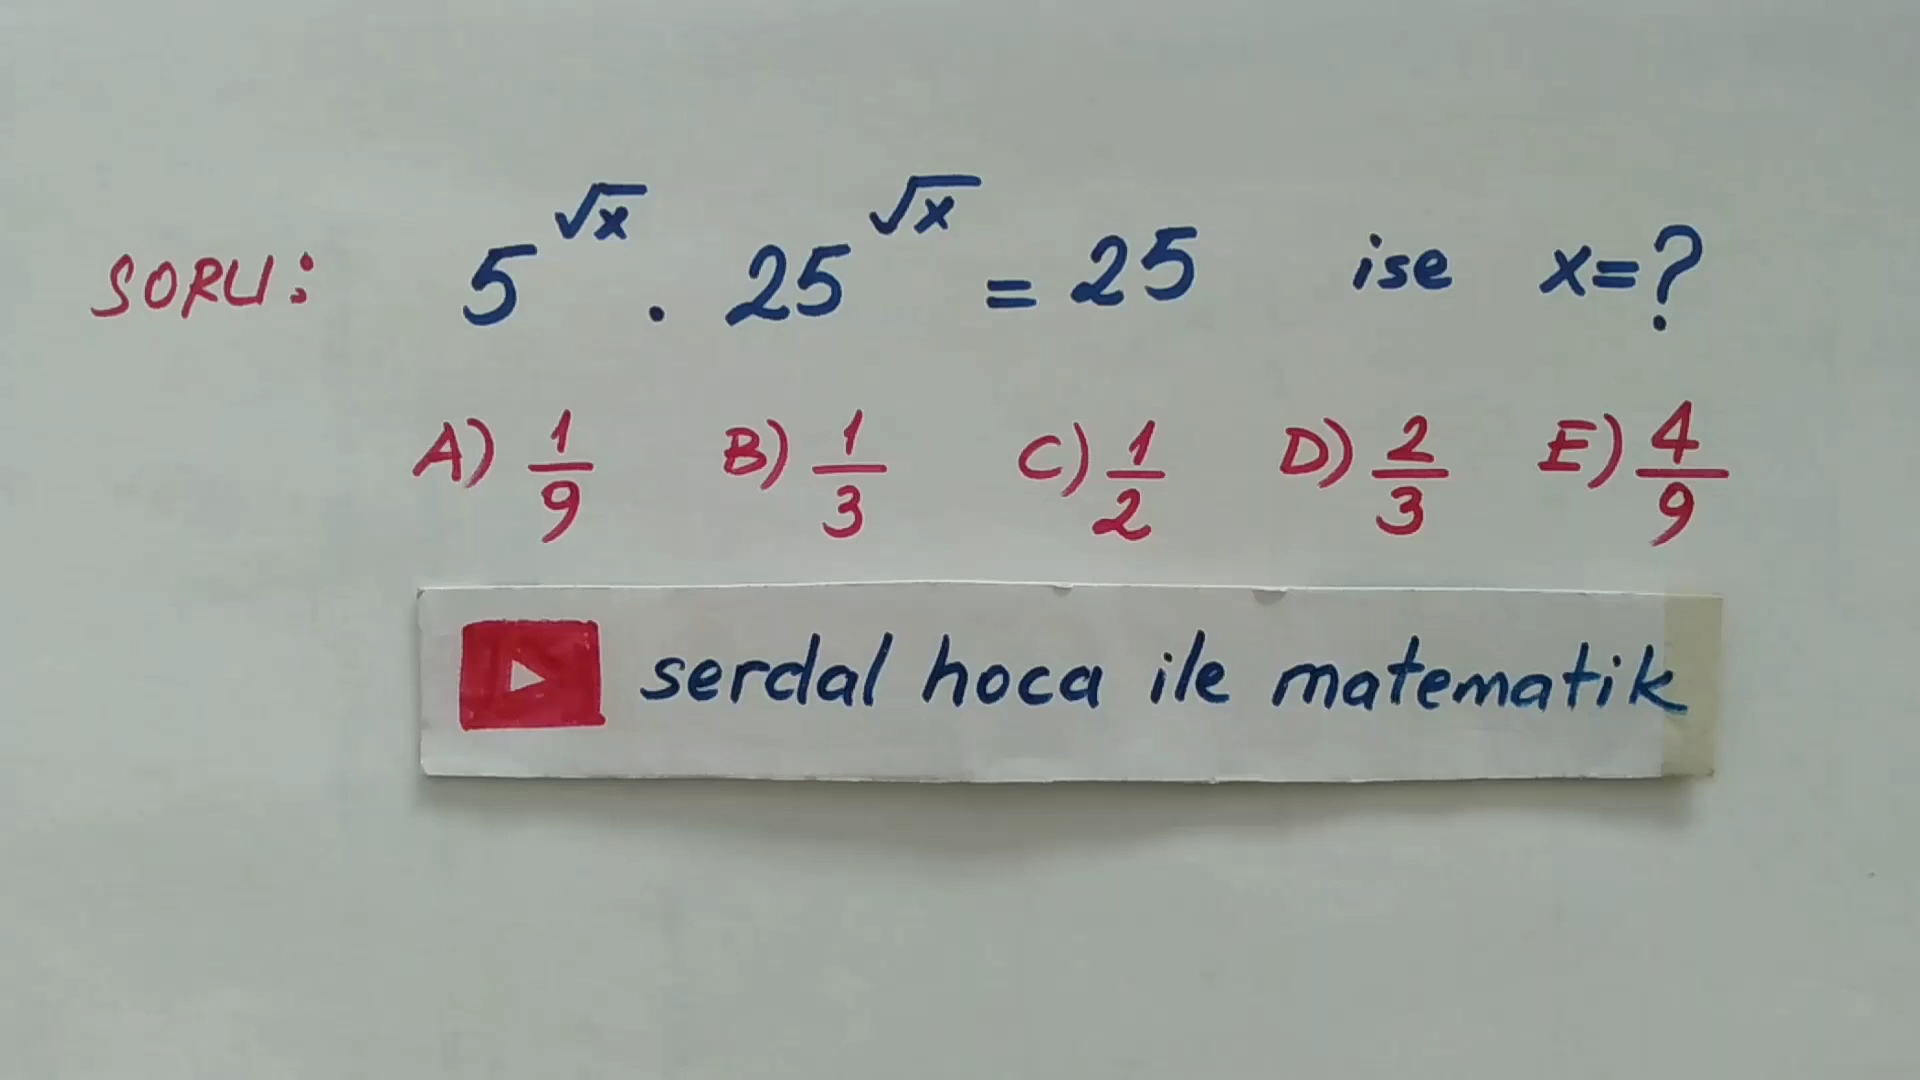 SORU: 5^√x . 25^√x = 25 ise x=?
A) 1/9 B) 1/3 C) 1/2 D) 2/3 E) 4/9
serdal hoca ile matematik